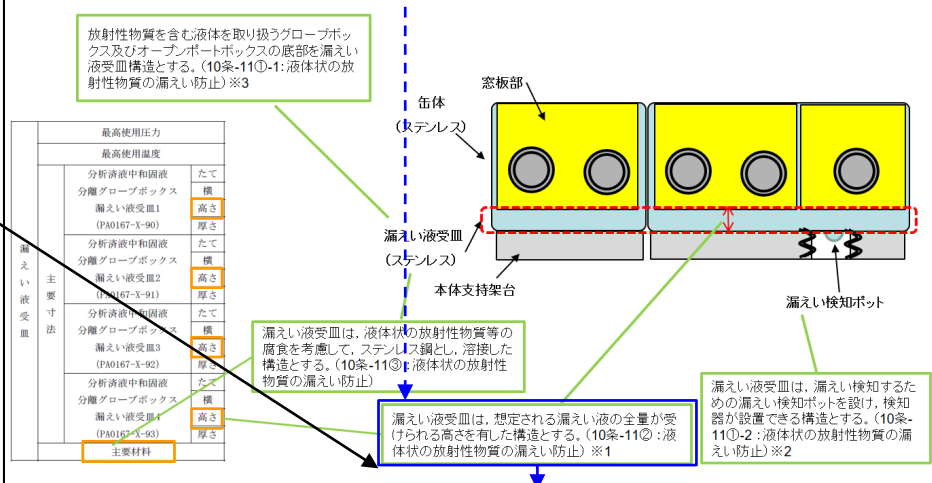 放射性物質を含む液体を取り扱うグローブボッ
クス及びオープンポートボックスの底部を漏えい
液受皿構造とする。（10条-11①-1：液体状の放
射性物質の漏えい防止）※3
窓板部
缶体
（ステンレス）
漏えい液受皿
（ステンレス）
本体支持架台
漏えい検知ポット
最高使用圧力
最高使用温度
漏えい液受皿
主要寸法
分析済液中和固液
分離グローブボックス
漏えい液受皿1
(PA0167-X-90)
たて
横
高さ
厚さ
分析済液中和固液
分離グローブボックス
漏えい液受皿2
(PA0167-X-91)
たて
横
高さ
厚さ
分析済液中和固液
分離グローブボックス
漏えい液受皿3
(PA0167-X-92)
たて
横
高さ
厚さ
分析済液中和固液
分離グローブボックス
漏えい液受皿4
(PA0167-X-93)
たて
横
高さ
厚さ
主要材料
漏えい液受皿は，液体状の放射性物質等の
腐食を考慮して，ステンレス鋼とし，溶接した
構造とする。（10条-11③：液体状の放射性
物質の漏えい防止）
漏えい液受皿は，想定される漏えい液の全量が受
けられる高さを有した構造とする。（10条-11②：液
体状の放射性物質の漏えい防止）※1
漏えい液受皿は，漏えい検知するた
めの漏えい検知ポットを設け，検知
器が設置できる構造とする。（10条-
11①-2：液体状の放射性物質の漏
えい防止）※2